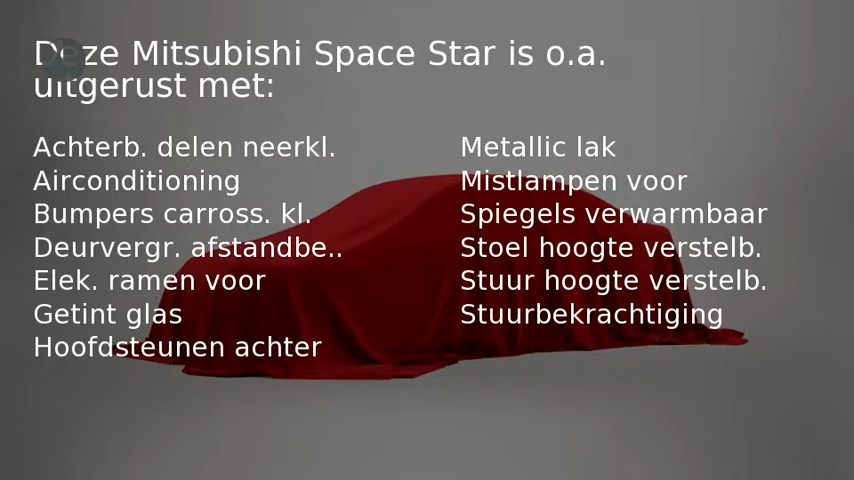 Deze Mitsubishi Space Star is o.a.
uitgerust met:
Achterb. delen neerkl.
Airconditioning
Bumpers carross. kl.
Deurvergr. afstandbe..
Elek. ramen voor
Getint glas
Hoofdsteunen achter
Metallic lak
Mistlampen voor
Spiegels verwarmbaar
Stoel hoogte verstelb.
Stuur hoogte verstelb.
Stuurbekrachtiging